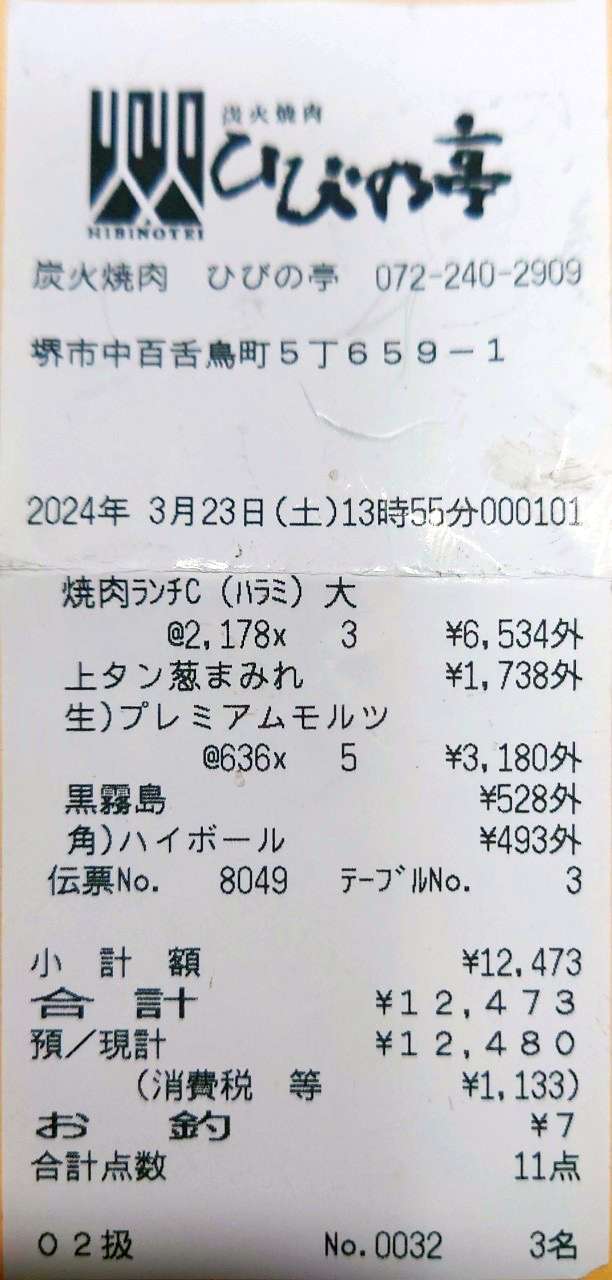 炭火焼肉
ひびの亭
HIBINOTEI
炭火焼肉 ひびの亭 072-240-2909
堺市中百舌鳥町5丁659-1
2024年 3月23日(土)13時55分000101
焼肉ランチC (ハラミ) 大
@2,178x 3 ¥6,534外
上タン葱まみれ ¥1,738外
生)プレミアムモルツ
@636x 5 ¥3,180外
黒霧島 ¥528外
角)ハイボール ¥493外
伝票No. 8049 テーブルNo. 3
小計額 ¥12,473
合計 ¥12,473
預/現計 ¥12,480
(消費税 等 ¥1,133)
お釣 ¥7
合計点数 11点
02扱 No.0032 3名